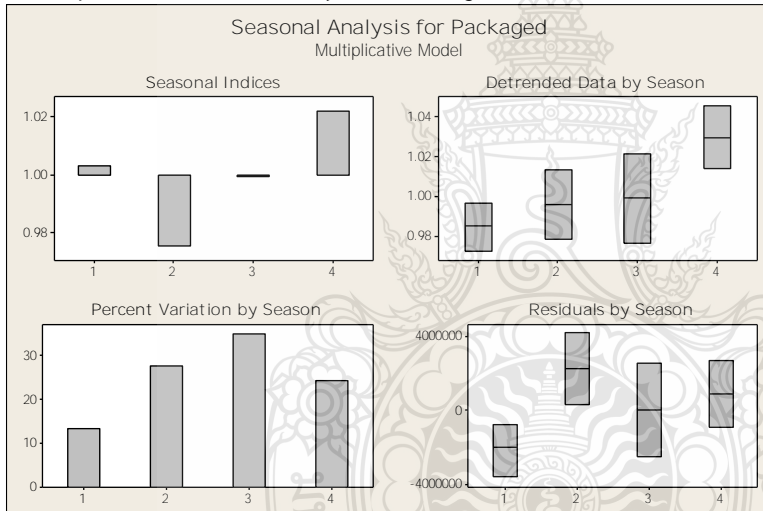 Seasonal Analysis for Packaged
Multiplicative Model
Seasonal Indices
1.02
1.00
0.98
1 2 3 4
Detrended Data by Season
1.04
1.02
1.00
0.98
1 2 3 4
Percent Variation by Season
30
20
10
0
1 2 3 4
Residuals by Season
4000000
0
-4000000
1 2 3 4